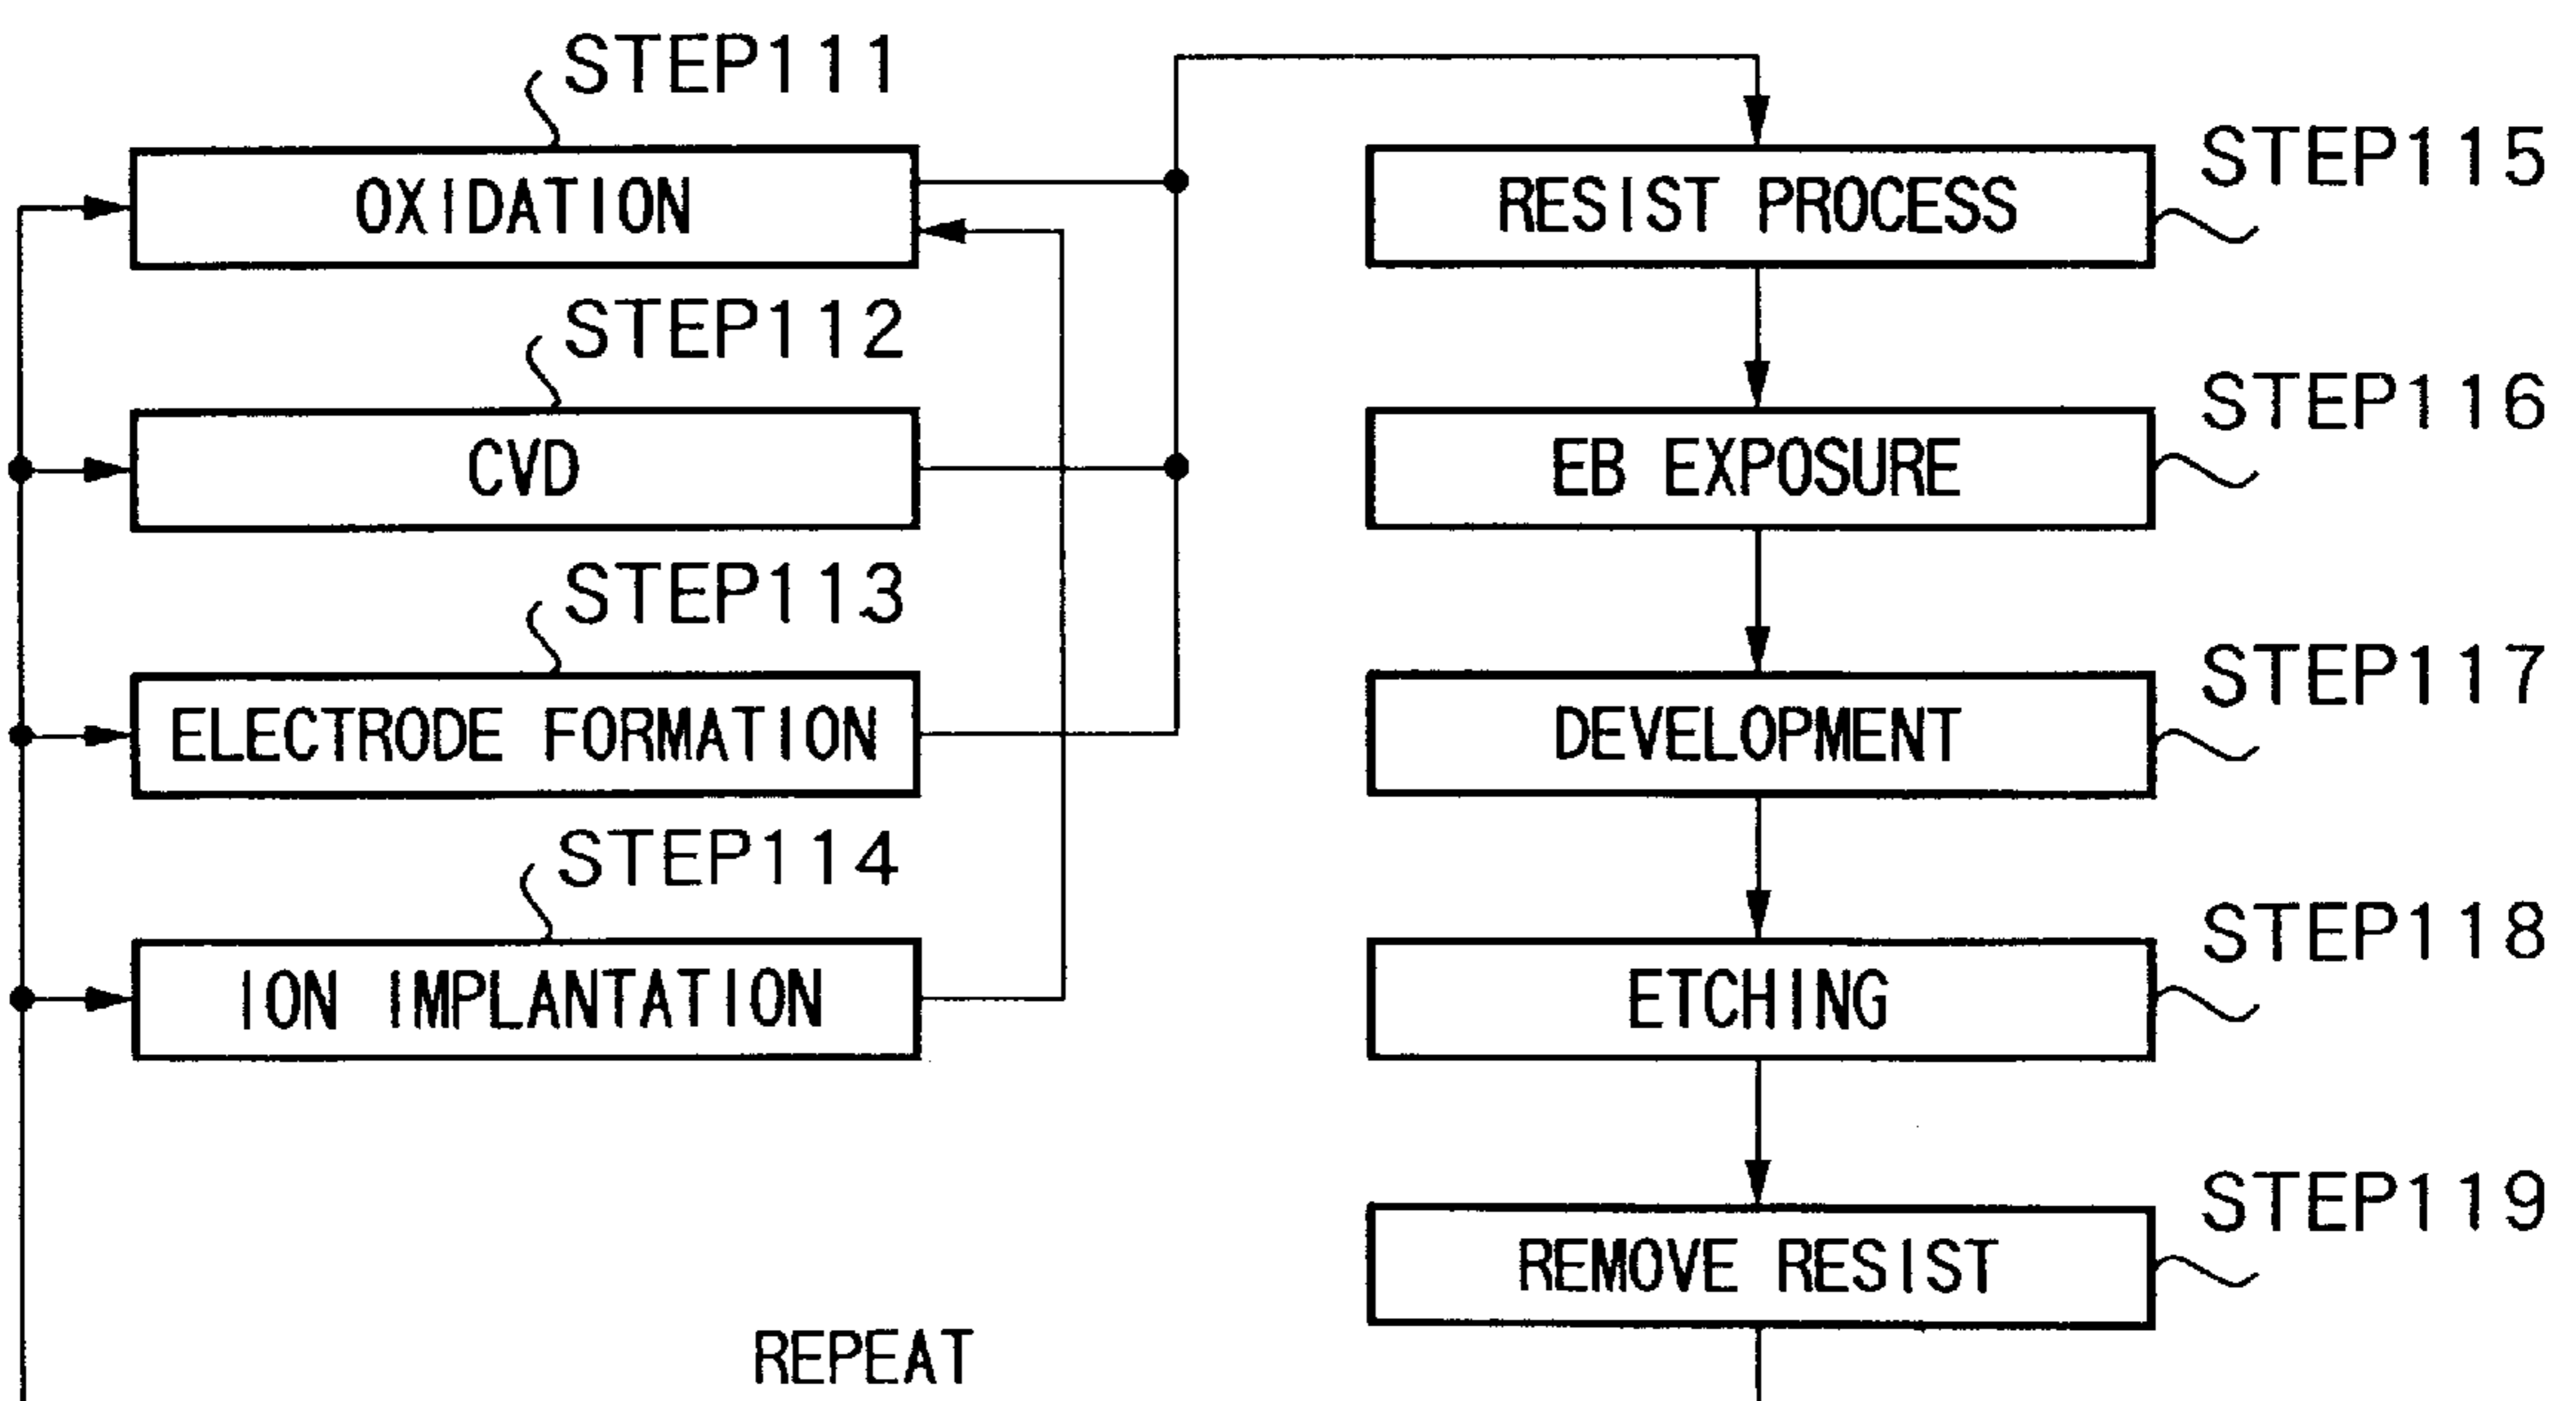 STEP111
OXIDATION
STEP112
CVD
STEP113
ELECTRODE FORMATION
STEP114
ION IMPLANTATION
STEP115
RESIST PROCESS
STEP116
EB EXPOSURE
STEP117
DEVELOPMENT
STEP118
ETCHING
STEP119
REMOVE RESIST
REPEAT